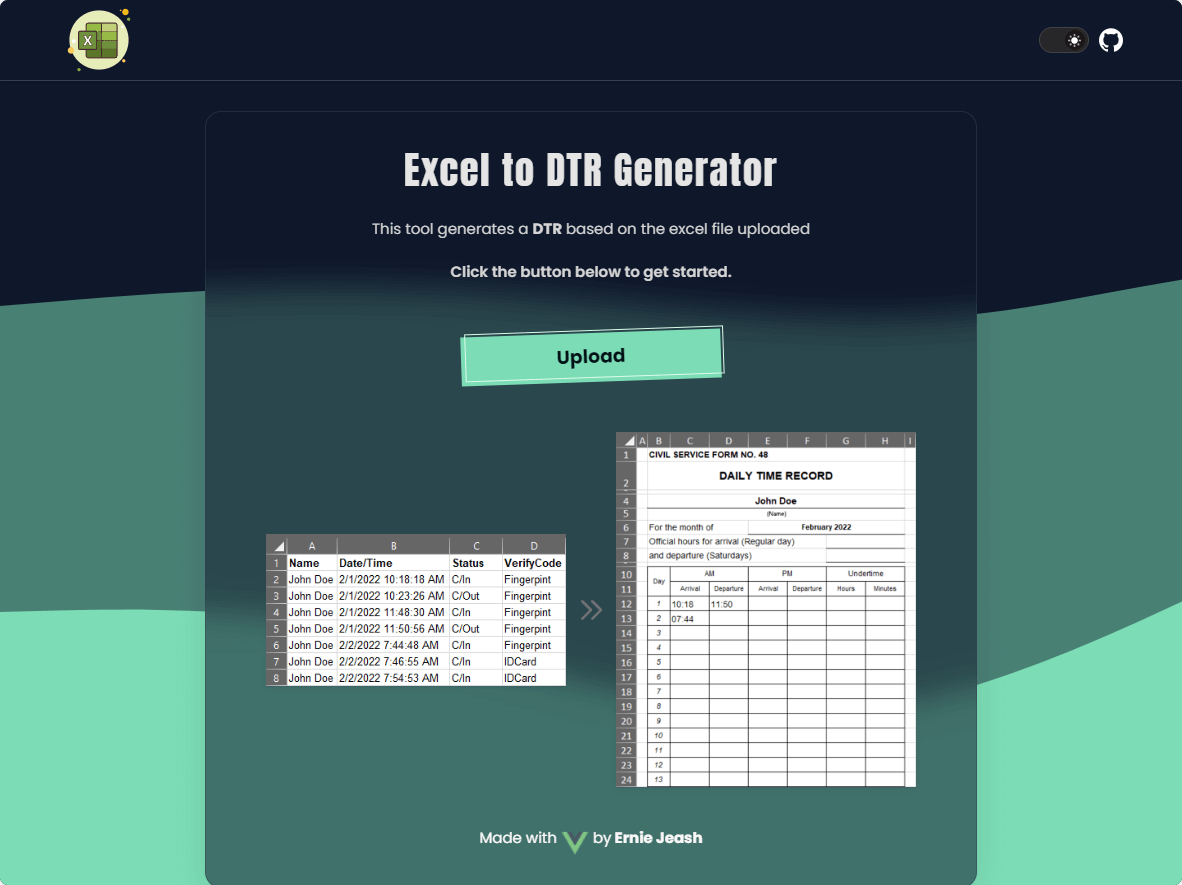 X
Excel to DTR Generator
This tool generates a DTR based on the excel file uploaded
Click the button below to get started.
Upload
A B C D
1 Name Date/Time Status VerifyCode
2 John Doe 2/1/2022 10:18:18 AM C/In Fingerpint
3 John Doe 2/1/2022 10:23:26 AM C/Out Fingerpint
4 John Doe 2/1/2022 11:48:30 AM C/In Fingerpint
5 John Doe 2/1/2022 11:50:56 AM C/Out Fingerpint
6 John Doe 2/2/2022 7:44:48 AM C/In Fingerpint
7 John Doe 2/2/2022 7:46:55 AM C/In IDCard
8 John Doe 2/2/2022 7:54:53 AM C/In IDCard
A B C D E F G H I
1 CIVIL SERVICE FORM NO. 48
2 DAILY TIME RECORD
4 John Doe
5 (Name)
6 For the month of February 2022
7 Official hours for arrival (Regular day)
8 and departure (Saturdays)
10 Day AM PM Undertime
11 Arrival Departure Arrival Departure Hours Minutes
12 1 10:18 11:50
13 2 07:44
14 3
15 4
16 5
17 6
18 7
19 8
20 9
21 10
22 11
23 12
24 13
Made with by Ernie Jeash